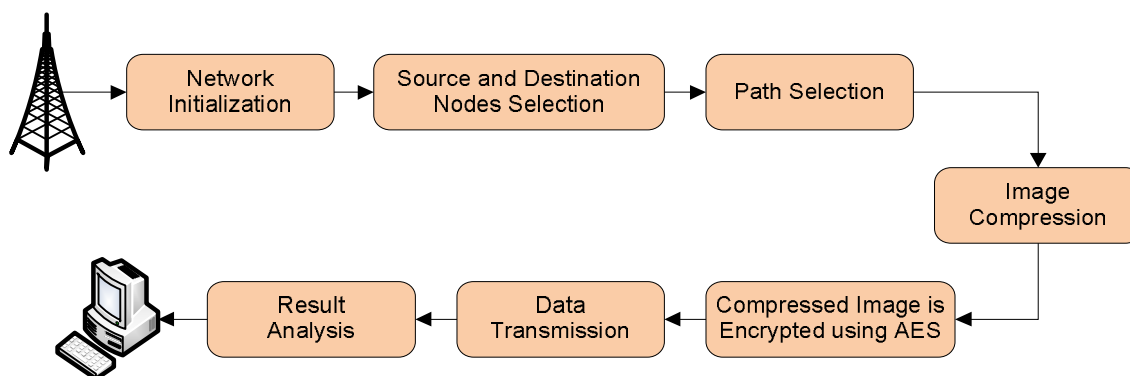 Network
Initialization
Source and Destination
Nodes Selection
Path Selection
Image
Compression
Compressed Image is
Encrypted using AES
Data
Transmission
Result
Analysis